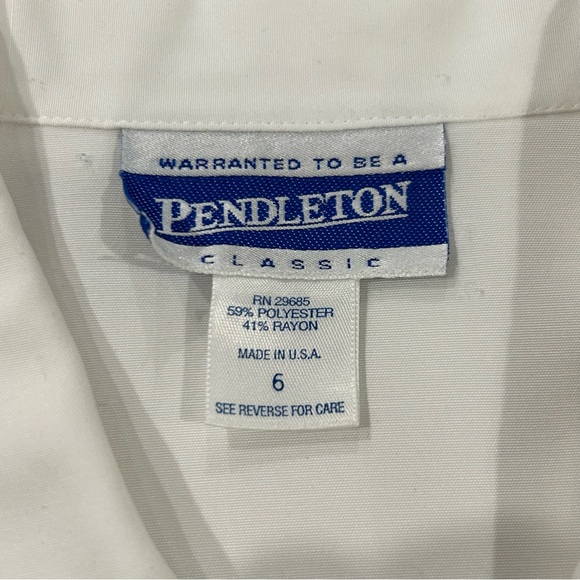 WARRANTED TO BE A
PENDLETON
CLASSIC
RN 29685
59% POLYESTER
41% RAYON
MADE IN U.S.A.
6
SEE REVERSE FOR CARE